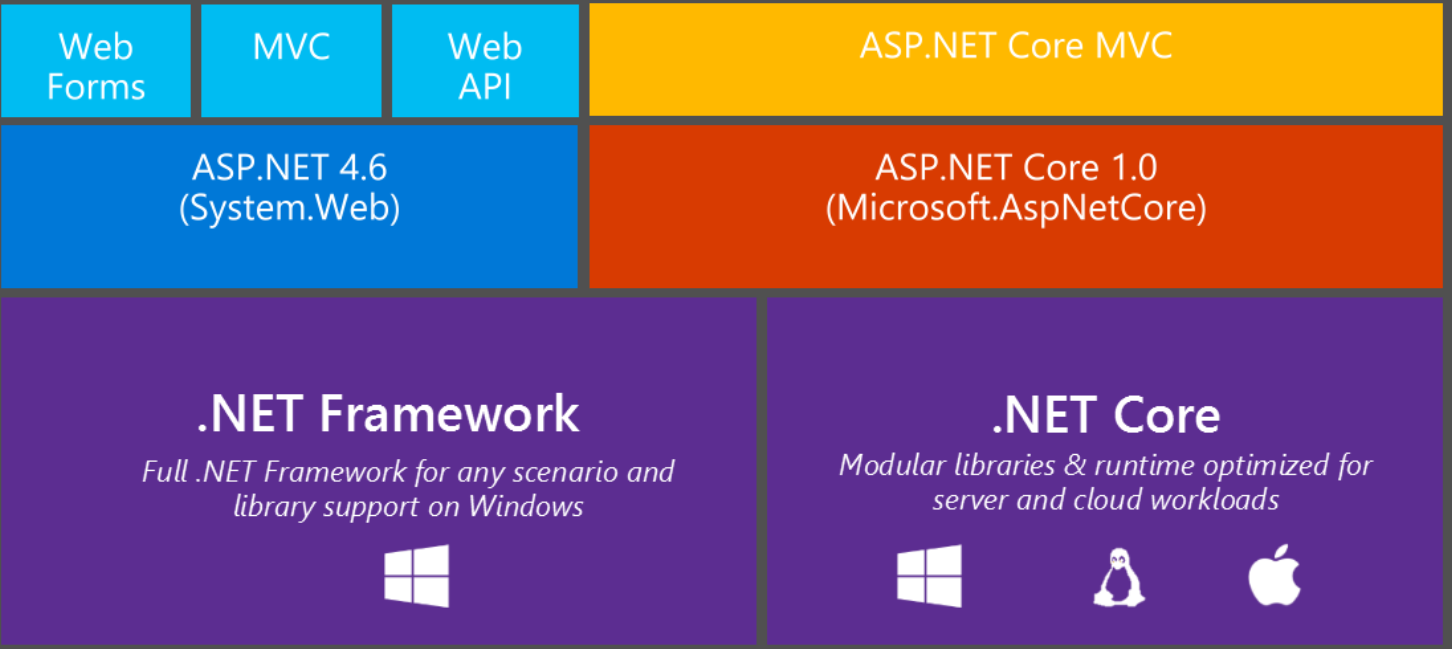 Web
Forms
MVC
Web
API
ASP.NET Core MVC
ASP.NET 4.6
(System.Web)
ASP.NET Core 1.0
(Microsoft.AspNetCore)
.NET Framework
Full .NET Framework for any scenario and
library support on Windows
.NET Core
Modular libraries & runtime optimized for
server and cloud workloads